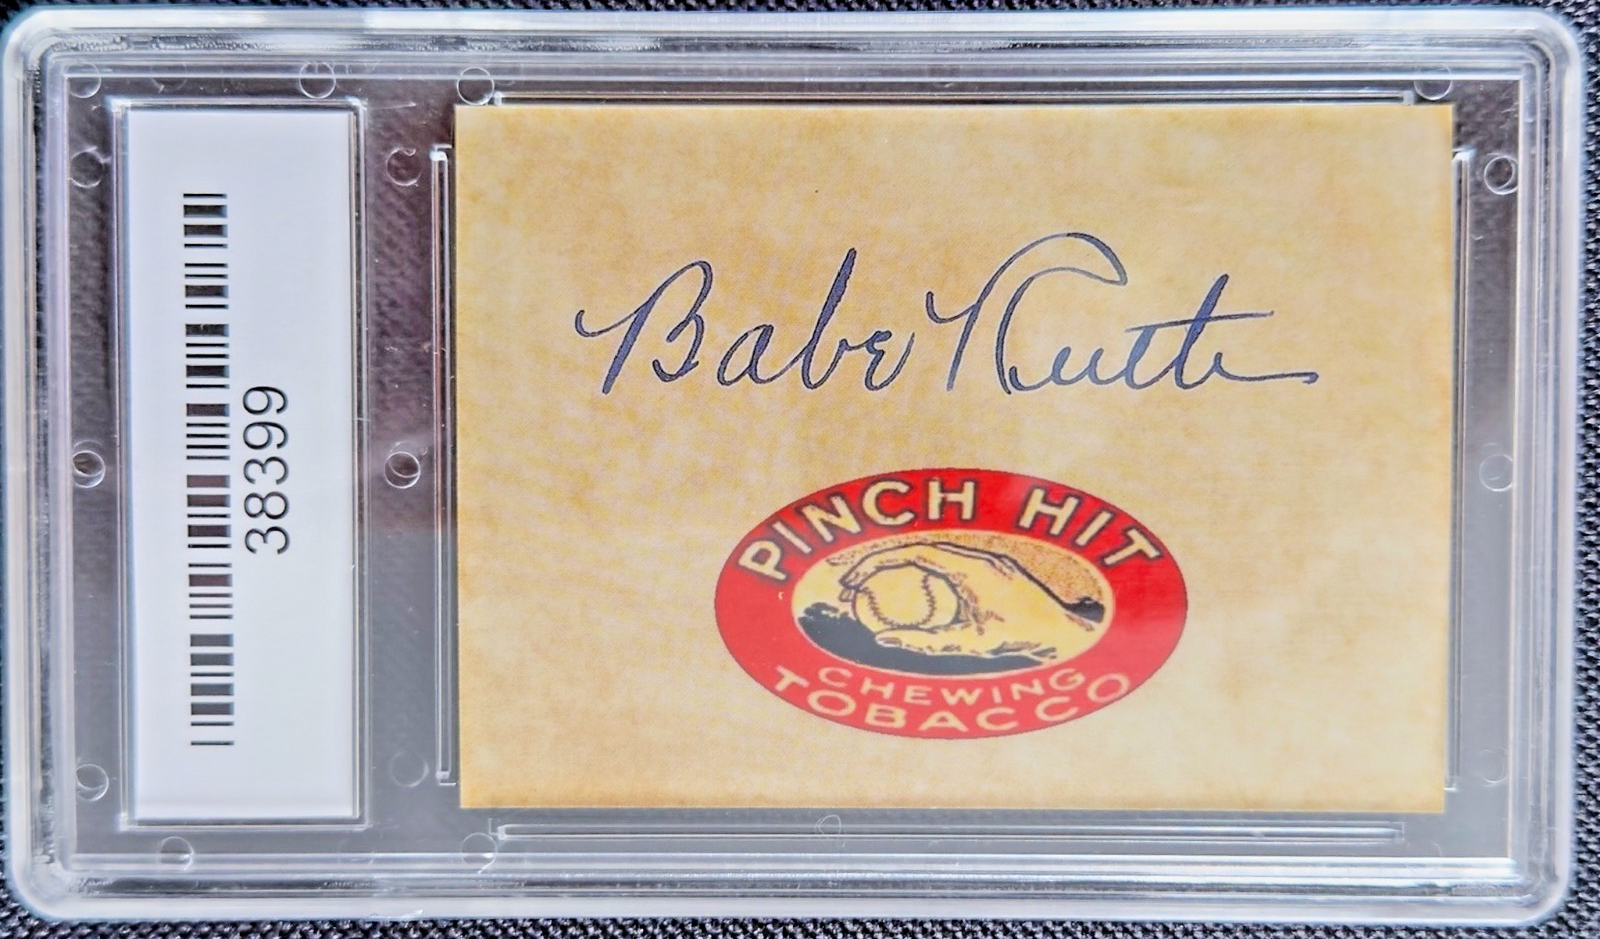 38399
Babe Ruth
PINCH HIT
CHEWING
TOBACCO